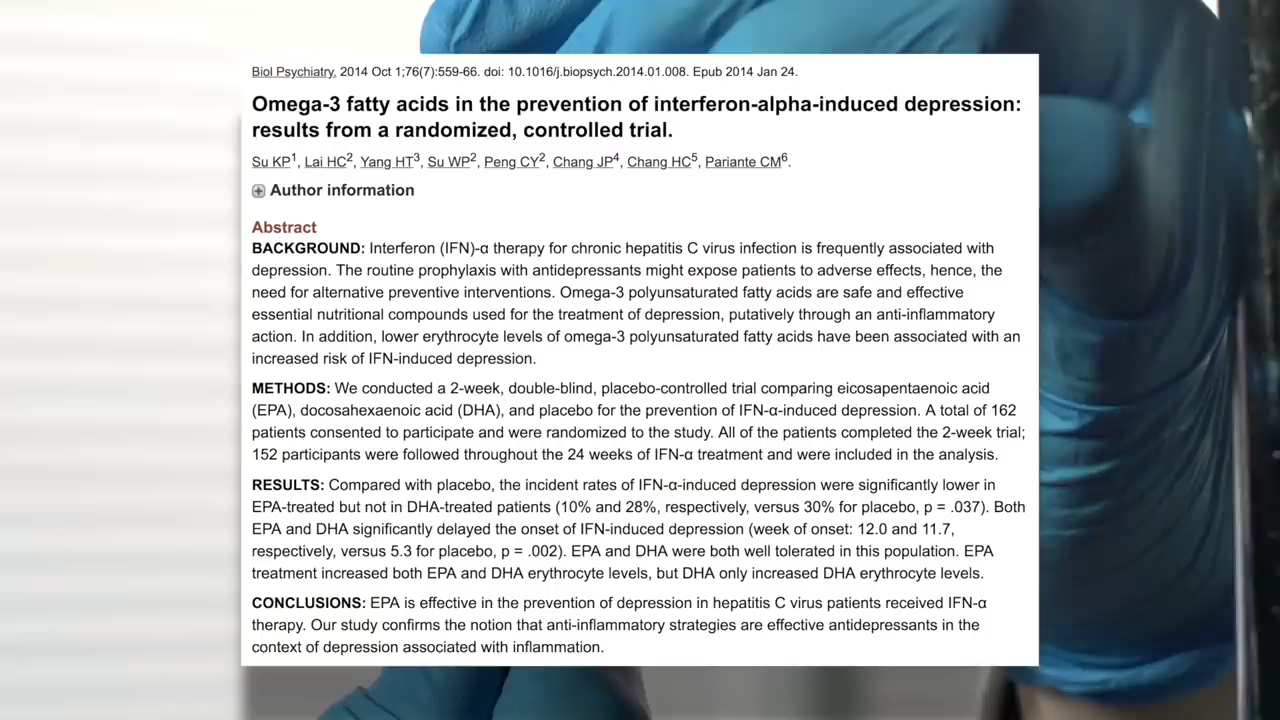 Biol Psychiatry. 2014 Oct 1;76(7):559-66. doi: 10.1016/j.biopsych.2014.01.008. Epub 2014 Jan 24.
Omega-3 fatty acids in the prevention of interferon-alpha-induced depression:
results from a randomized, controlled trial.
Su KP1, Lai HC2, Yang HT3, Su WP2, Peng CY2, Chang JP4, Chang HC5, Pariante CM6.
Author information
Abstract
BACKGROUND: Interferon (IFN)-α therapy for chronic hepatitis C virus infection is frequently associated with
depression. The routine prophylaxis with antidepressants might expose patients to adverse effects, hence, the
need for alternative preventive interventions. Omega-3 polyunsaturated fatty acids are safe and effective
essential nutritional compounds used for the treatment of depression, putatively through an anti-inflammatory
action. In addition, lower erythrocyte levels of omega-3 polyunsaturated fatty acids have been associated with an
increased risk of IFN-induced depression.
METHODS: We conducted a 2-week, double-blind, placebo-controlled trial comparing eicosapentaenoic acid
(EPA), docosahexaenoic acid (DHA), and placebo for the prevention of IFN-α-induced depression. A total of 162
patients consented to participate and were randomized to the study. All of the patients completed the 2-week trial;
152 participants were followed throughout the 24 weeks of IFN-α treatment and were included in the analysis.
RESULTS: Compared with placebo, the incident rates of IFN-α-induced depression were significantly lower in
EPA-treated but not in DHA-treated patients (10% and 28%, respectively, versus 30% for placebo, p = .037). Both
EPA and DHA significantly delayed the onset of IFN-induced depression (week of onset: 12.0 and 11.7,
respectively, versus 5.3 for placebo, p = .002). EPA and DHA were both well tolerated in this population. EPA
treatment increased both EPA and DHA erythrocyte levels, but DHA only increased DHA erythrocyte levels.
CONCLUSIONS: EPA is effective in the prevention of depression in hepatitis C virus patients received IFN-α
therapy. Our study confirms the notion that anti-inflammatory strategies are effective antidepressants in the
context of depression associated with inflammation.